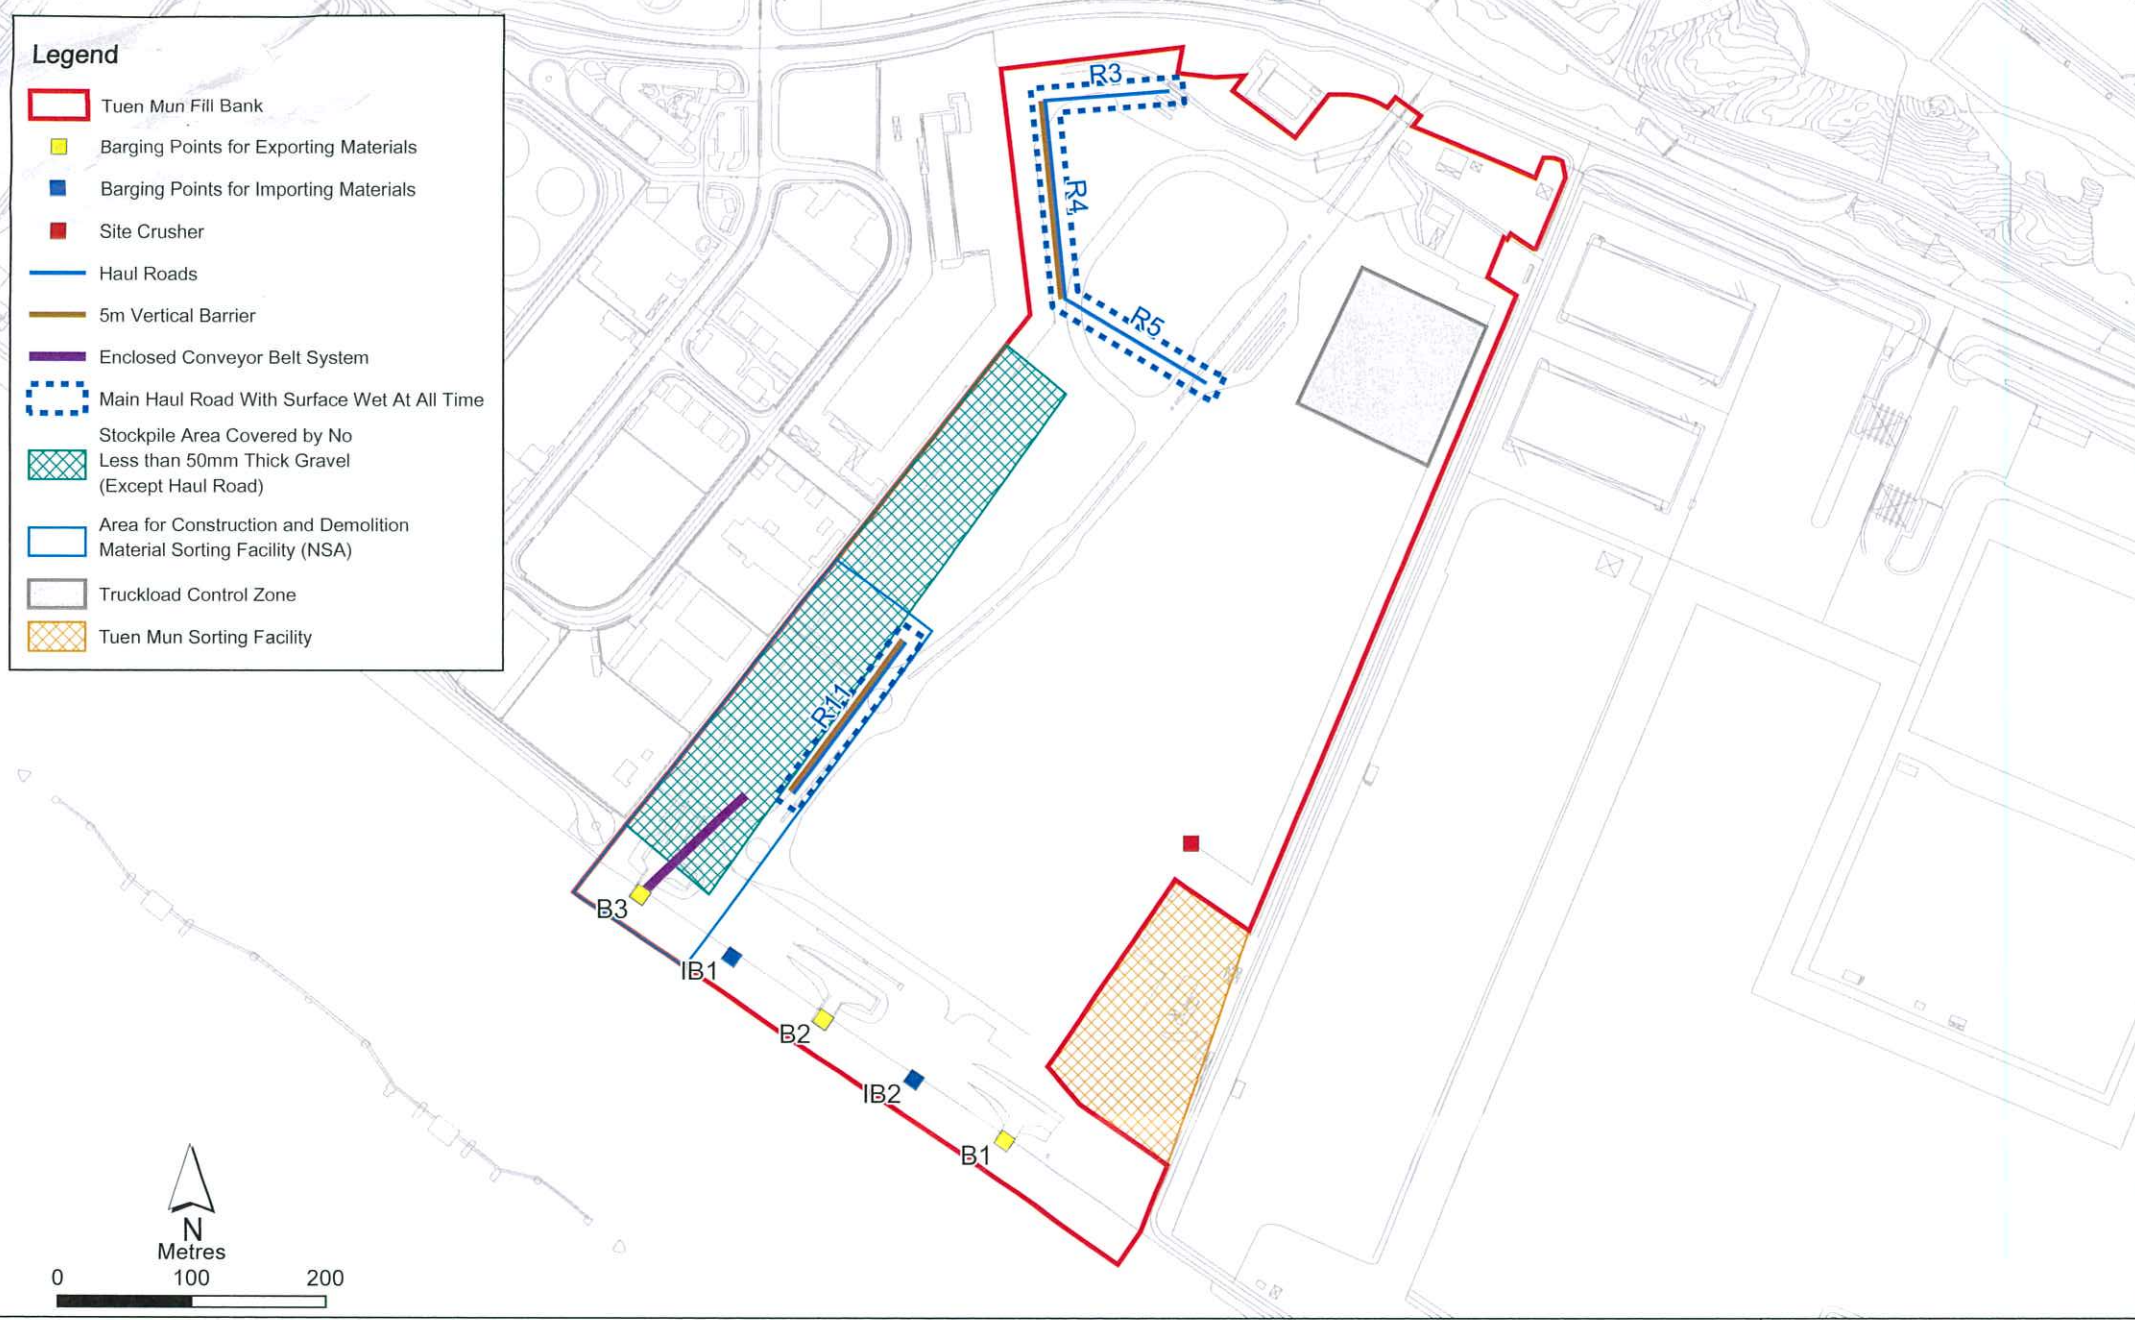 Legend
Tuen Mun Fill Bank
Barging Points for Exporting Materials
Barging Points for Importing Materials
Site Crusher
Haul Roads
5m Vertical Barrier
Enclosed Conveyor Belt System
Main Haul Road With Surface Wet At All Time
Stockpile Area Covered by No
Less than 50mm Thick Gravel
(Except Haul Road)
Area for Construction and Demolition
Material Sorting Facility (NSA)
Truckload Control Zone
Tuen Mun Sorting Facility
R3
R4
R5
R11
B3
IB1
B2
IB2
B1
N
Metres
0 100 200